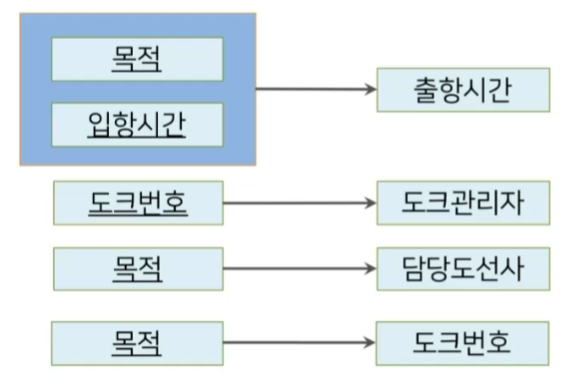 목적
입항시간
출항시간
도크번호
도크관리자
목적
담당도선사
목적
도크번호